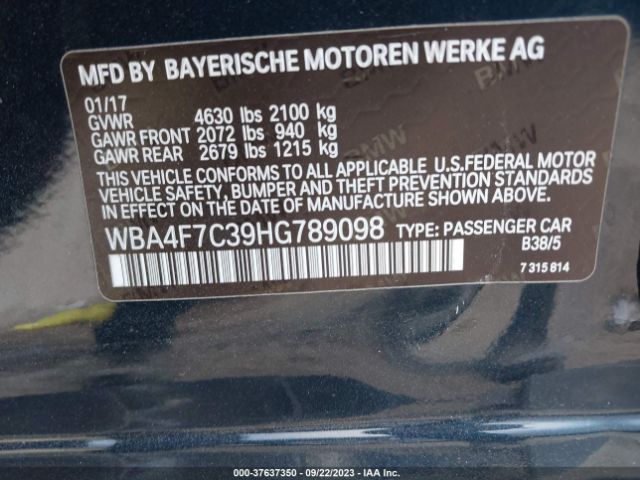 MFD BY BAYERISCHE MOTOREN WERKE AG
01/17
GVWR 4630 lbs 2100 kg
GAWR FRONT 2072 lbs 940 kg
GAWR REAR 2679 lbs 1215 kg
THIS VEHICLE CONFORMS TO ALL APPLICABLE U.S.FEDERAL MOTOR
VEHICLE SAFETY, BUMPER AND THEFT PREVENTION STANDARDS
IN EFFECT ON THE DATE OF MANUFACTURE SHOWN ABOVE.
WBA4F7C39HG789098 TYPE: PASSENGER CAR
B38/5
7 315 814
000-37637350 - 09/22/2023 - IAA Inc.